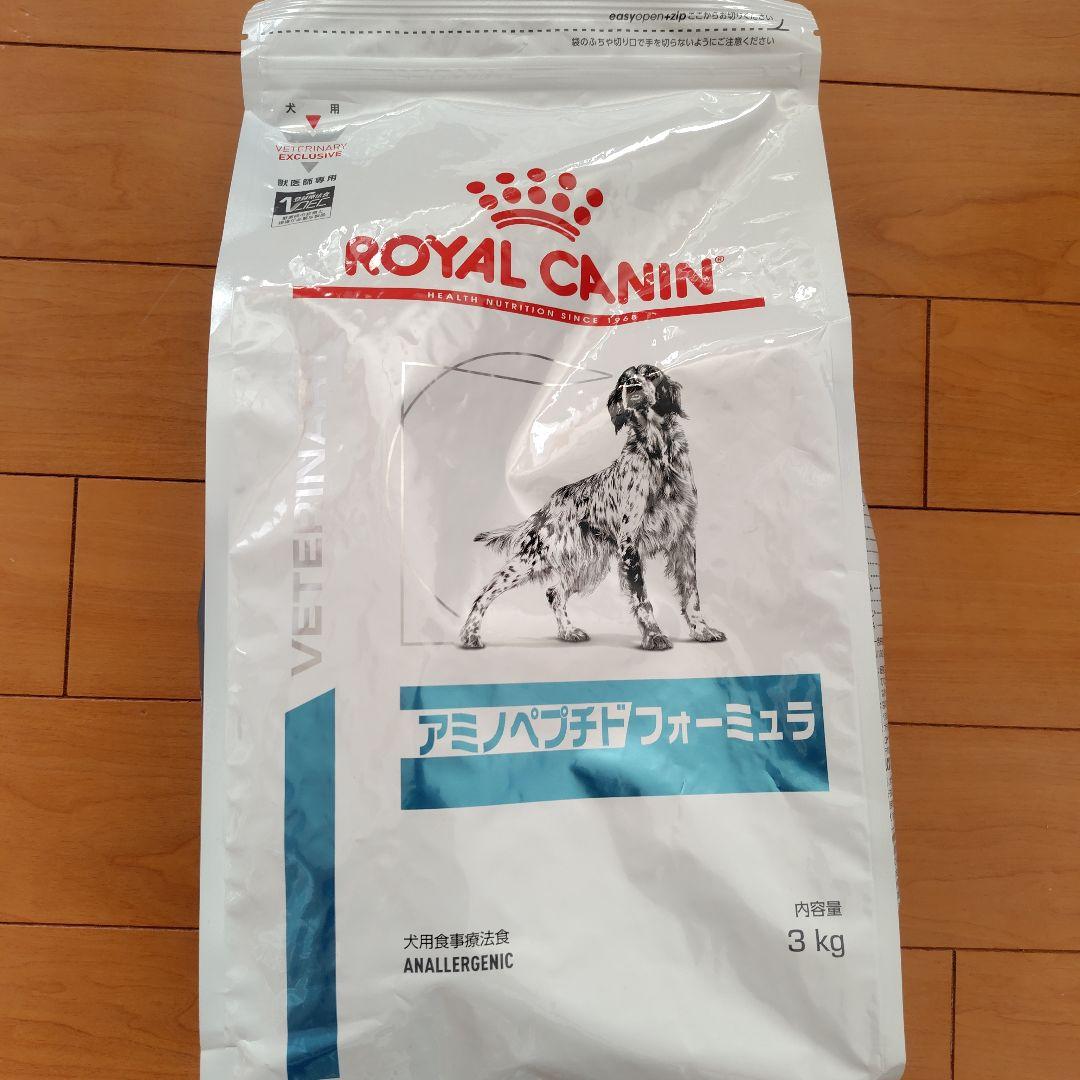 easyopen+zip ここからお切りください
袋のふちや切り口で手を切らないようにご注意ください
犬用
VETERINARY
EXCLUSIVE
獣医師専用
ROYAL CANIN®
HEALTH NUTRITION SINCE 1968
VETERINARY
アミノペプチドフォーミュラ
内容量
3 kg
犬用食事療法食
ANALLERGENIC